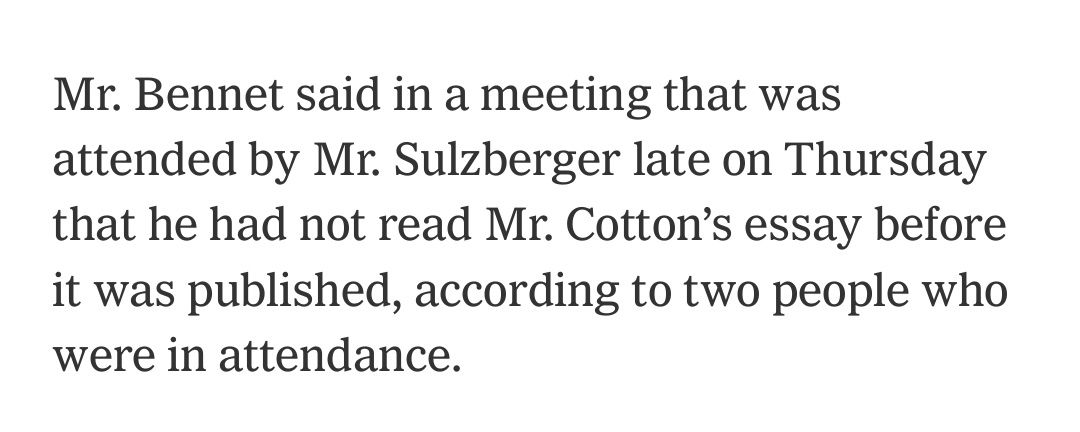 Mr. Bennet said in a meeting that was
attended by Mr. Sulzberger late on Thursday
that he had not read Mr. Cotton’s essay before
it was published, according to two people who
were in attendance.